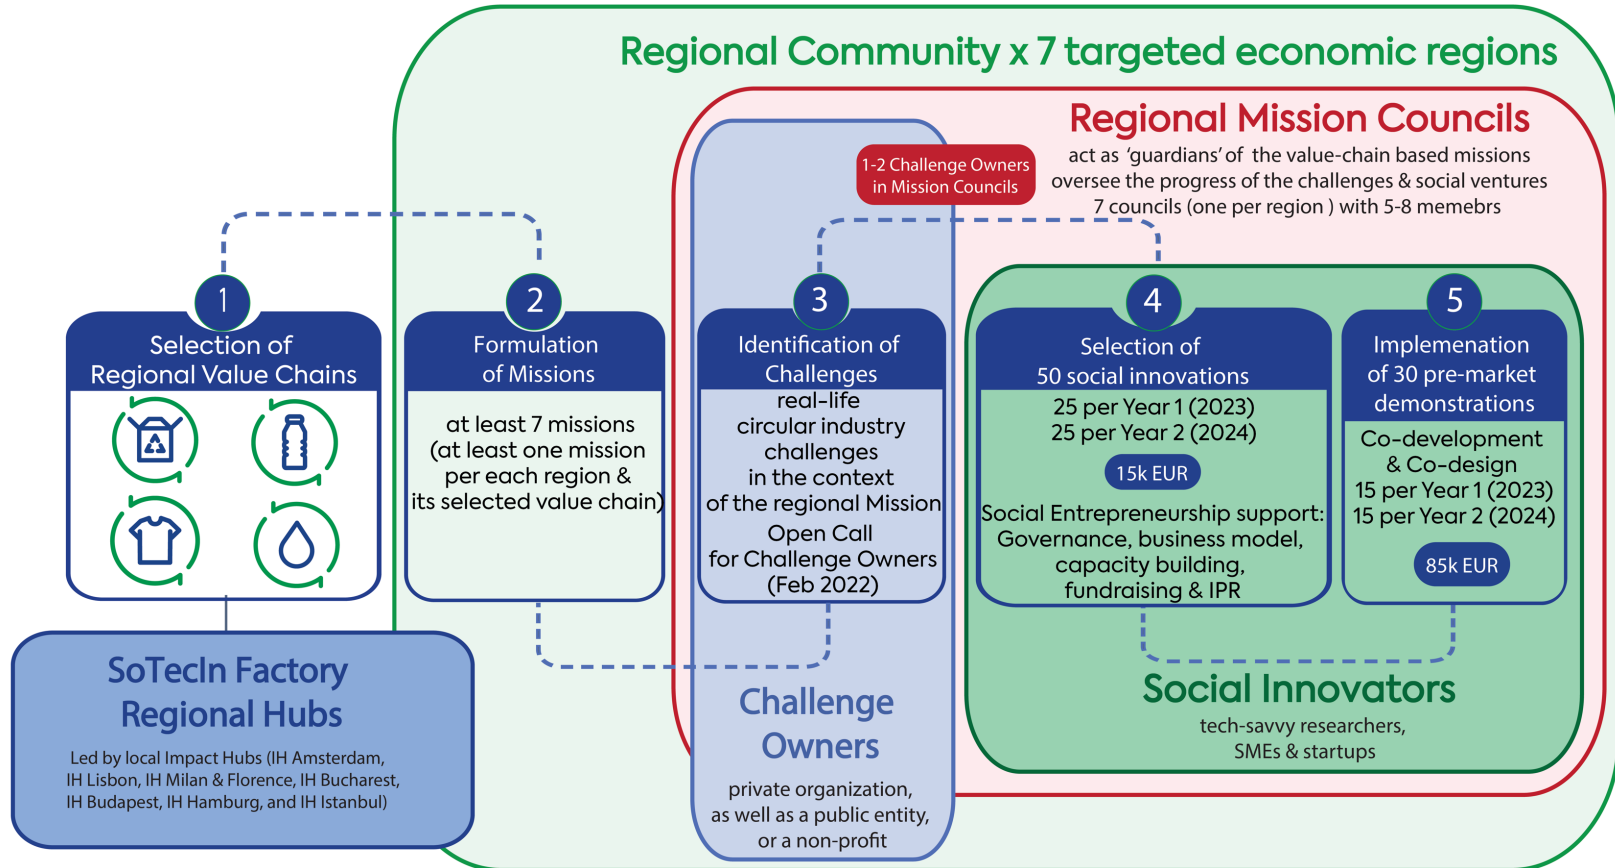 Regional Community x 7 targeted economic regions
Regional Mission Councils
act as ‘guardians’ of the value-chain based missions
oversee the progress of the challenges & social ventures
7 councils (one per region ) with 5-8 memebrs
1-2 Challenge Owners
in Mission Councils
1
Selection of
Regional Value Chains
2
Formulation
of Missions
at least 7 missions
(at least one mission
per each region &
its selected value chain)
3
Identification of
Challenges
real-life
circular industry
challenges
in the context
of the regional Mission
Open Call
for Challenge Owners
(Feb 2022)
4
Selection of
50 social innovations
25 per Year 1 (2023)
25 per Year 2 (2024)
15k EUR
Social Entrepreneurship support:
Governance, business model,
capacity building,
fundraising & IPR
5
Implemenation
of 30 pre-market
demonstrations
Co-development
& Co-design
15 per Year 1 (2023)
15 per Year 2 (2024)
85k EUR
SoTecIn Factory
Regional Hubs
Led by local Impact Hubs (IH Amsterdam,
IH Lisbon, IH Milan & Florence, IH Bucharest,
IH Budapest, IH Hamburg, and IH Istanbul)
Challenge
Owners
private organization,
as well as a public entity,
or a non-profit
Social Innovators
tech-savvy researchers,
SMEs & startups